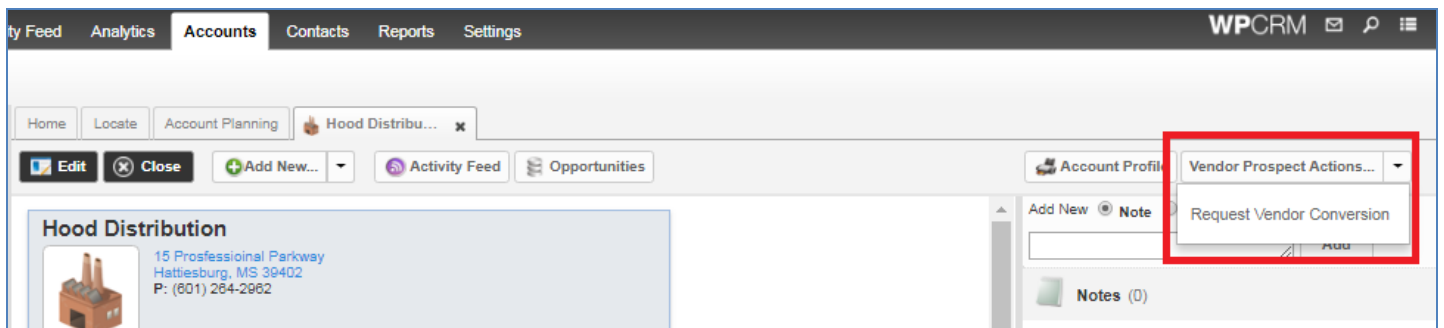 ty Feed Analytics Accounts Contacts Reports Settings WPCRM
Home Locate Account Planning Hood Distribu...
Edit Close Add New... Activity Feed Opportunities Account Profile Vendor Prospect Actions...
Request Vendor Conversion
Add New Note
Add
Hood Distribution
15 Prosfessioinal Parkway
Hattiesburg, MS 39402
P: (601) 264-2962
Notes (0)